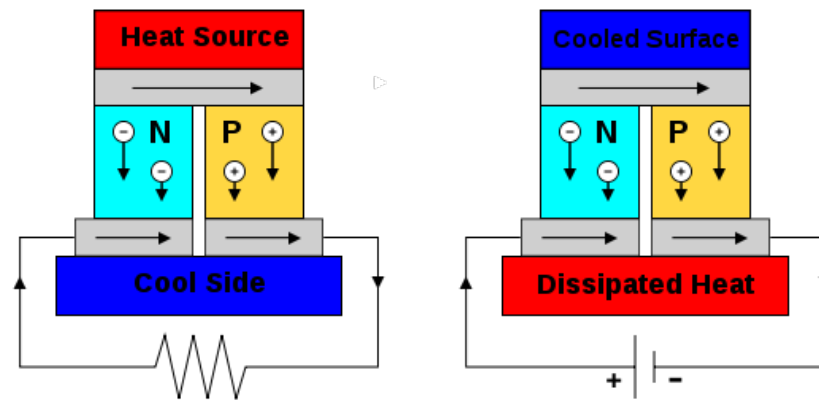 Heat Source
N P
Cool Side
Cooled Surface
N P
Dissipated Heat
+ -